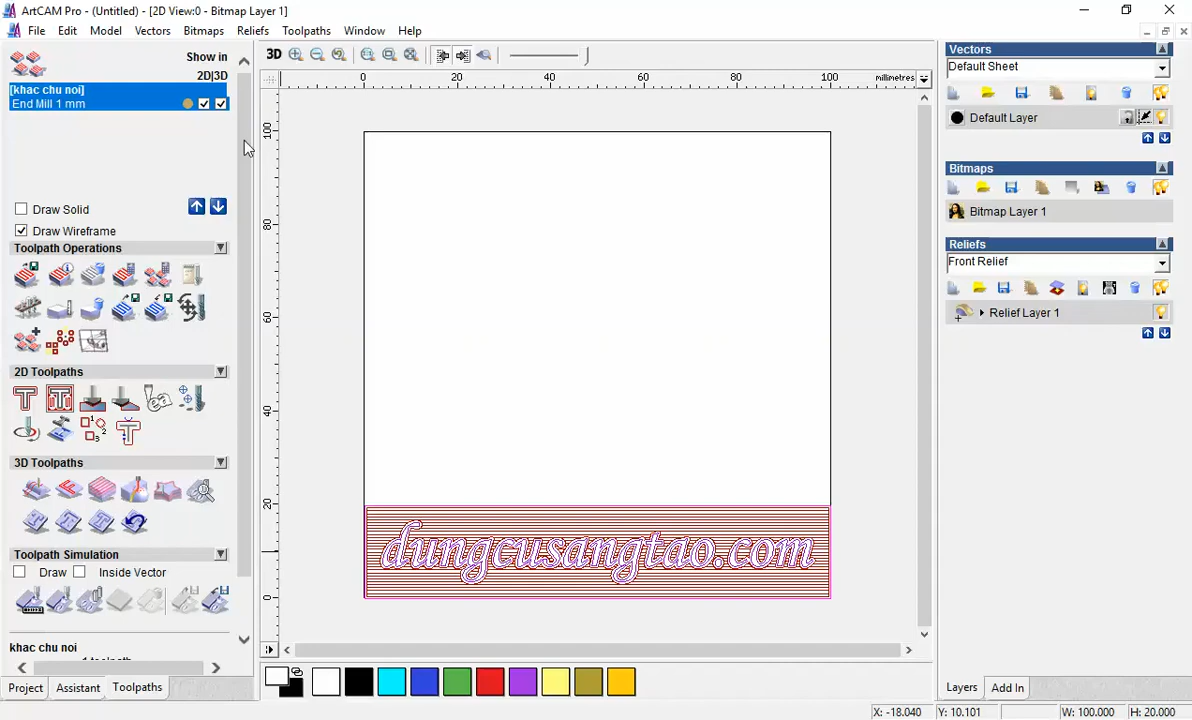 ArtCAM Pro - (Untitled) - [2D View:0 - Bitmap Layer 1]
File Edit Model Vectors Bitmaps Reliefs Toolpaths Window Help
Show in
2D|3D
[khac chu noi]
End Mill 1 mm
Draw Solid
Draw Wireframe
Toolpath Operations
2D Toolpaths
3D Toolpaths
Toolpath Simulation
Draw Inside Vector
khac chu noi
Project Assistant Toolpaths
3D
0 20 40 60 80 100 millimetres
100
80
60
40
20
0
dungcusangtao.com
Vectors
Default Sheet
Default Layer
Bitmaps
Bitmap Layer 1
Reliefs
Front Relief
Relief Layer 1
Layers Add In
X: -18.040 Y: 10.101 W: 100.000 H: 20.000